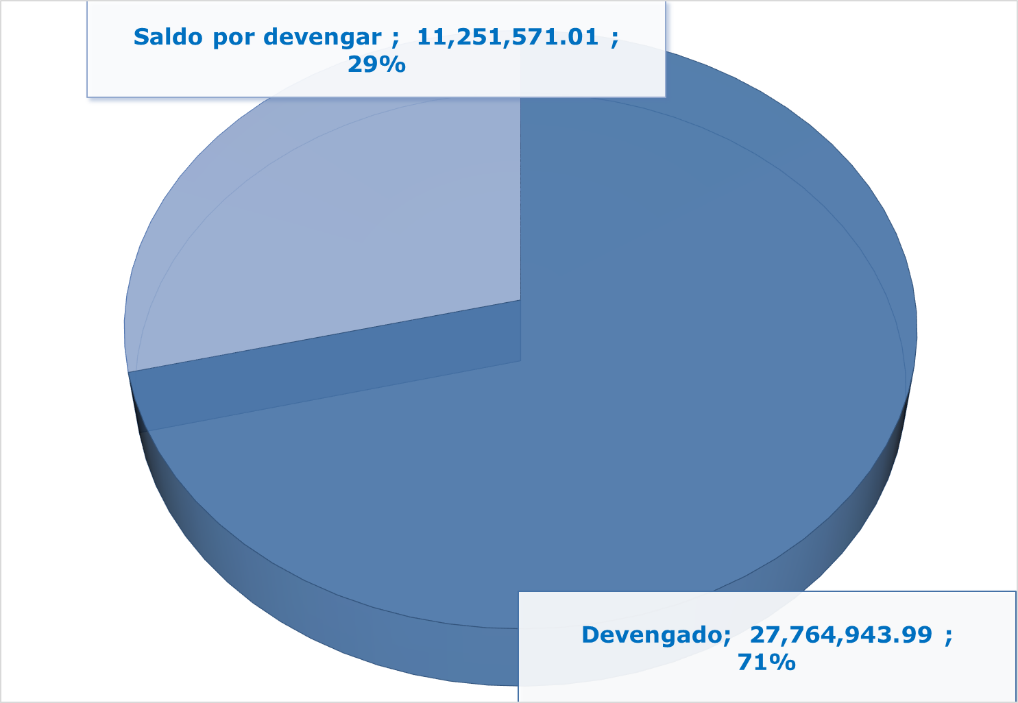 Saldo por devengar ; 11,251,571.01 ;
29%
Devengado; 27,764,943.99 ;
71%